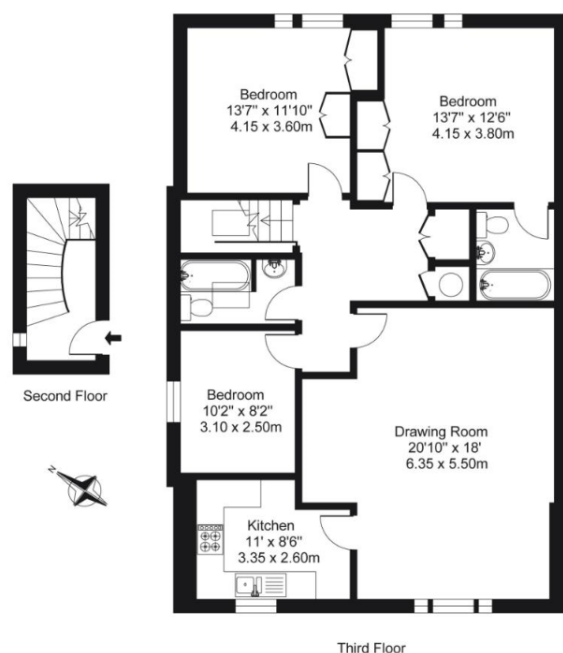 Bedroom
13'7" x 11'10"
4.15 x 3.60m
Bedroom
13'7" x 12'6"
4.15 x 3.80m
Second Floor
Bedroom
10'2" x 8'2"
3.10 x 2.50m
Drawing Room
20'10" x 18'
6.35 x 5.50m
N
Kitchen
11' x 8'6"
3.35 x 2.60m
Third Floor